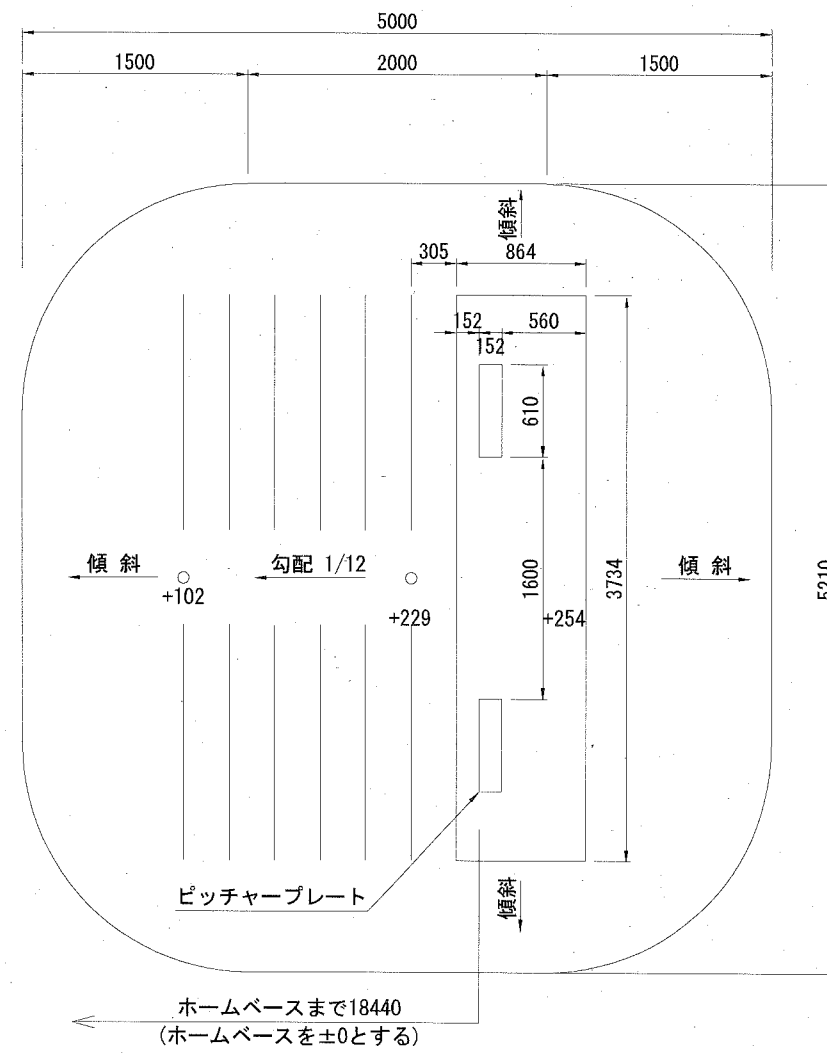 5000
1500 2000 1500
傾斜
305 864
152 560
152
610
傾 斜 勾配 1/12 1600 3734 傾 斜 5210
+102 +229 +254
ピッチャープレート
傾斜
ホームベースまで18440
(ホームベースを±0とする)